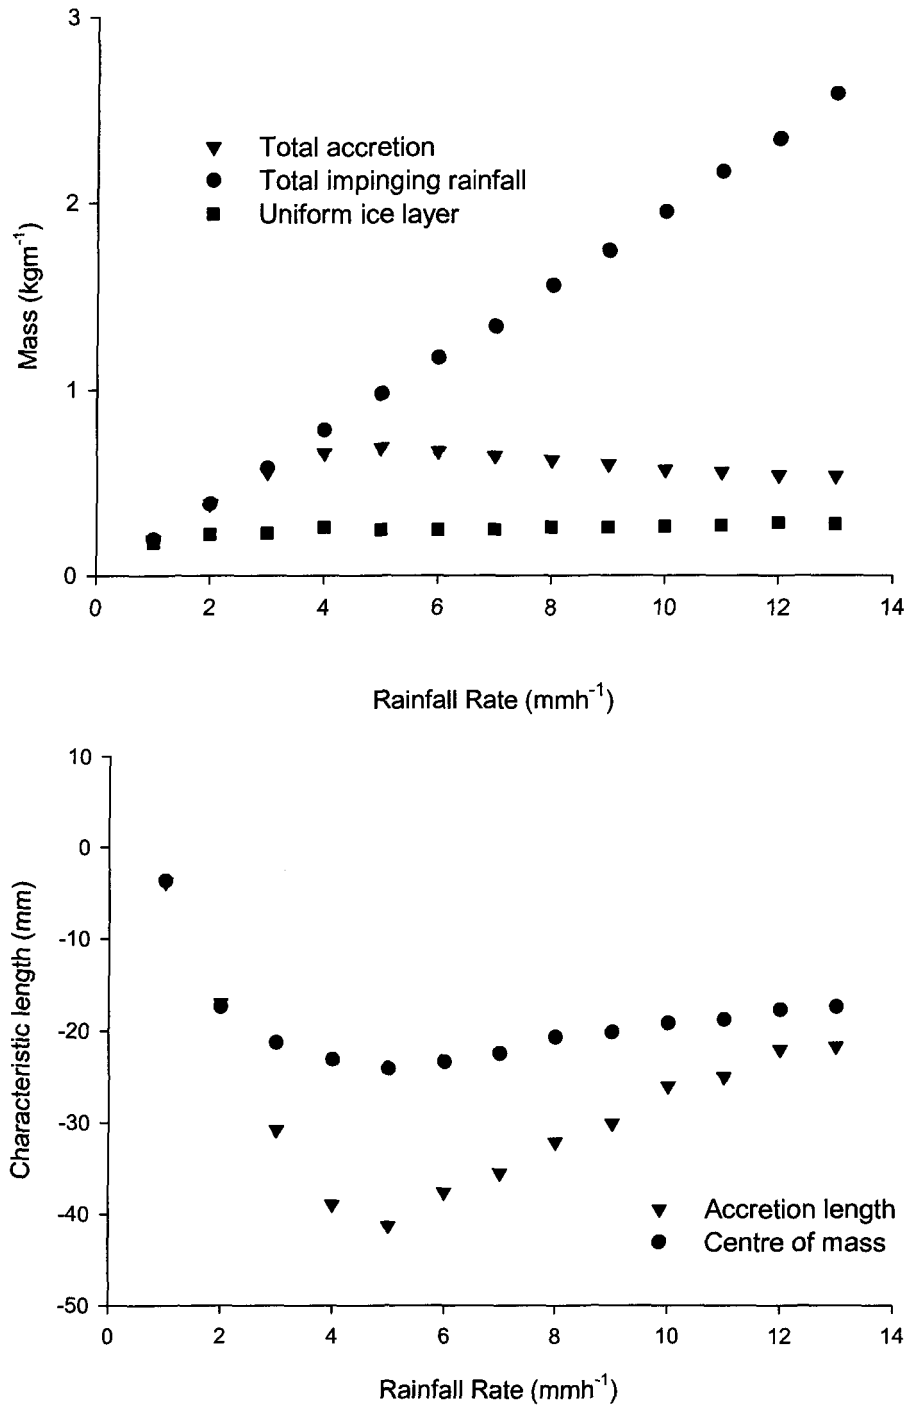 3
Total accretion
Total impinging rainfall
2
Uniform ice layer
Mass (kgm⁻¹)
1
0
0 2 4 6 8 10 12 14
Rainfall Rate (mmh⁻¹)
10
0
-10
Characteristic length (mm)
-20
-30
Accretion length
-40
Centre of mass
-50
0 2 4 6 8 10 12 14
Rainfall Rate (mmh⁻¹)